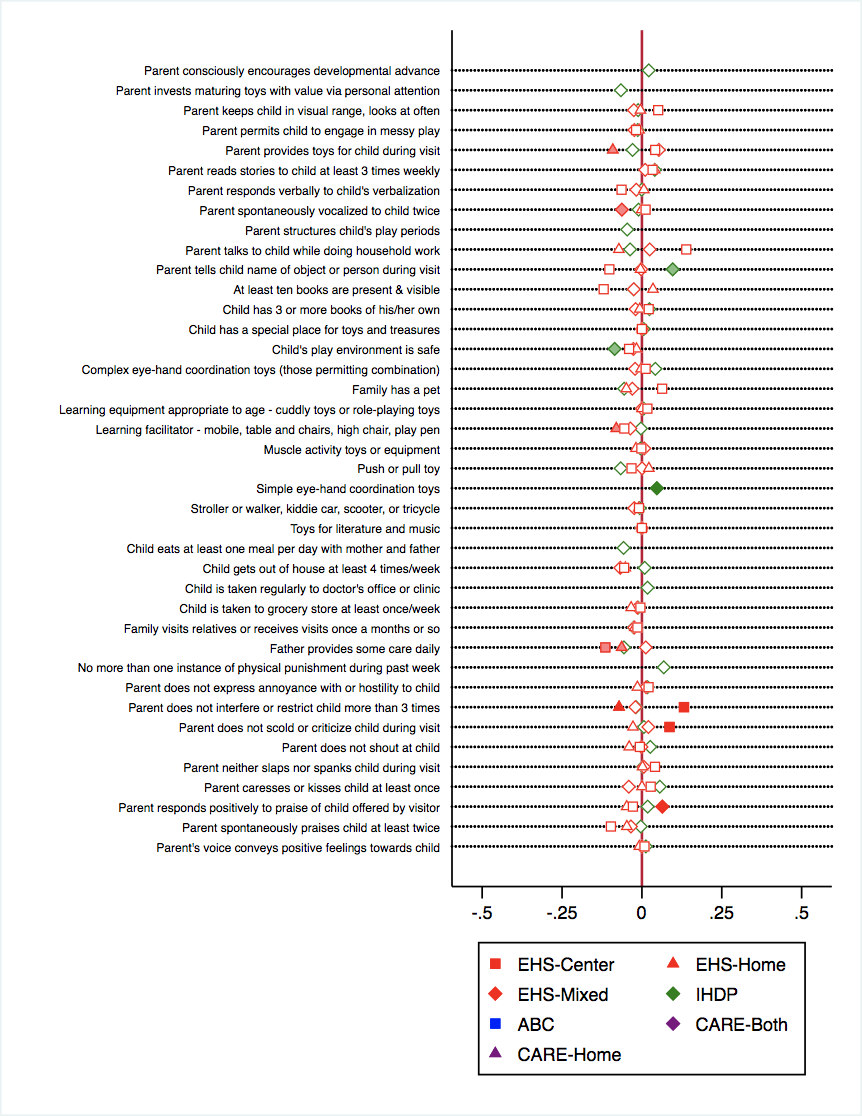 Parent consciously encourages developmental advance
Parent invests maturing toys with value via personal attention
Parent keeps child in visual range, looks at often
Parent permits child to engage in messy play
Parent provides toys for child during visit
Parent reads stories to child at least 3 times weekly
Parent responds verbally to child's verbalization
Parent spontaneously vocalized to child twice
Parent structures child's play periods
Parent talks to child while doing household work
Parent tells child name of object or person during visit
At least ten books are present & visible
Child has 3 or more books of his/her own
Child has a special place for toys and treasures
Child's play environment is safe
Complex eye-hand coordination toys (those permitting combination)
Family has a pet
Learning equipment appropriate to age - cuddly toys or role-playing toys
Learning facilitator - mobile, table and chairs, high chair, play pen
Muscle activity toys or equipment
Push or pull toy
Simple eye-hand coordination toys
Stroller or walker, kiddie car, scooter, or tricycle
Toys for literature and music
Child eats at least one meal per day with mother and father
Child gets out of house at least 4 times/week
Child is taken regularly to doctor's office or clinic
Child is taken to grocery store at least once/week
Family visits relatives or receives visits once a months or so
Father provides some care daily
No more than one instance of physical punishment during past week
Parent does not express annoyance with or hostility to child
Parent does not interfere or restrict child more than 3 times
Parent does not scold or criticize child during visit
Parent does not shout at child
Parent neither slaps nor spanks child during visit
Parent caresses or kisses child at least once
Parent responds positively to praise of child offered by visitor
Parent spontaneously praises child at least twice
Parent's voice conveys positive feelings towards child
-.5 -.25 0 .25 .5
EHS-Center EHS-Home
EHS-Mixed IHDP
ABC CARE-Both
CARE-Home